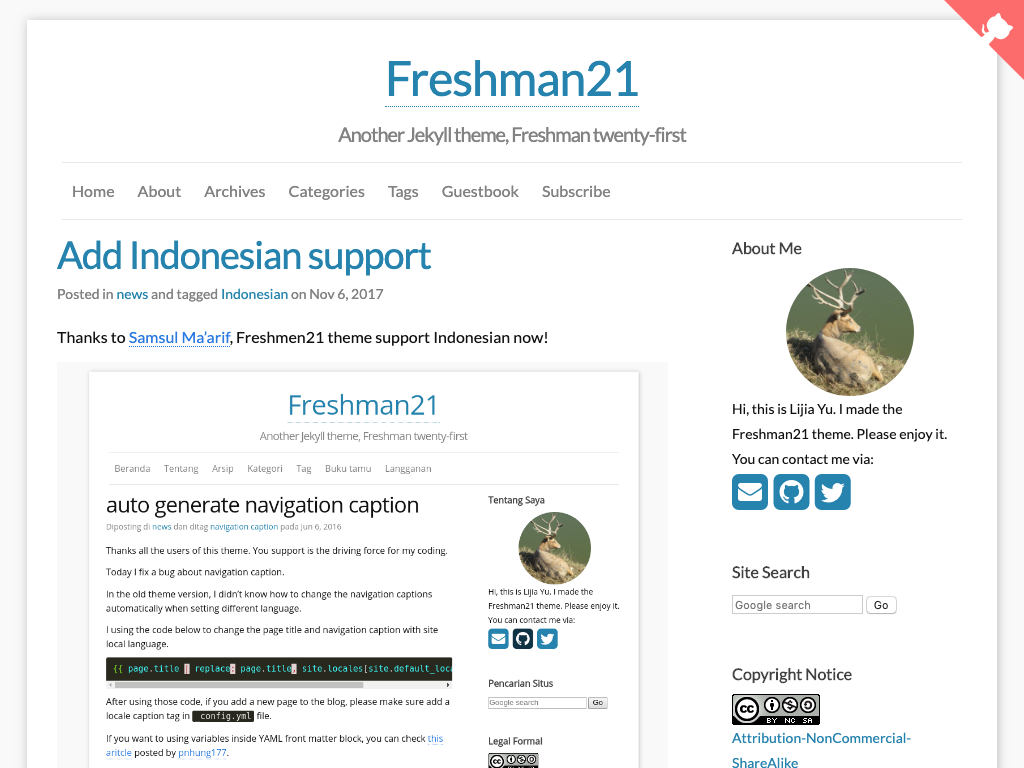 Freshman21
Another Jekyll theme, Freshman twenty-first
Home About Archives Categories Tags Guestbook Subscribe
Add Indonesian support
Posted in news and tagged Indonesian on Nov 6, 2017
Thanks to Samsul Ma’arif, Freshmen21 theme support Indonesian now!
Freshman21
Another Jekyll theme, Freshman twenty-first
Beranda Tentang Arsip Kategori Tag Buku tamu Langganan
auto generate navigation caption
Diposting di news dan ditag navigation caption pada Jun 6, 2016
Thanks all the users of this theme. You support is the driving force for my coding.
Today I fix a bug about navigation caption.
In the old theme version, I didn’t know how to change the navigation captions
automatically when setting different language.
I using the code below to change the page title and navigation caption with site
local language.
{{ page.title | replace: page.title, site.locales[site.default_loca
After using those code, if you add a new page to the blog, please make sure add a
locale caption tag in _config.yml file.
If you want to using variables inside YAML front matter block, you can check this
aritcle posted by pnhung177.
Tentang Saya
Hi, this is Lijia Yu. I made the
Freshman21 theme. Please enjoy it.
You can contact me via:
Pencarian Situs
Google search Go
Legal Formal
About Me
Hi, this is Lijia Yu. I made the
Freshman21 theme. Please enjoy it.
You can contact me via:
Site Search
Google search Go
Copyright Notice
cc
BY NC SA
Attribution-NonCommercial-
ShareAlike